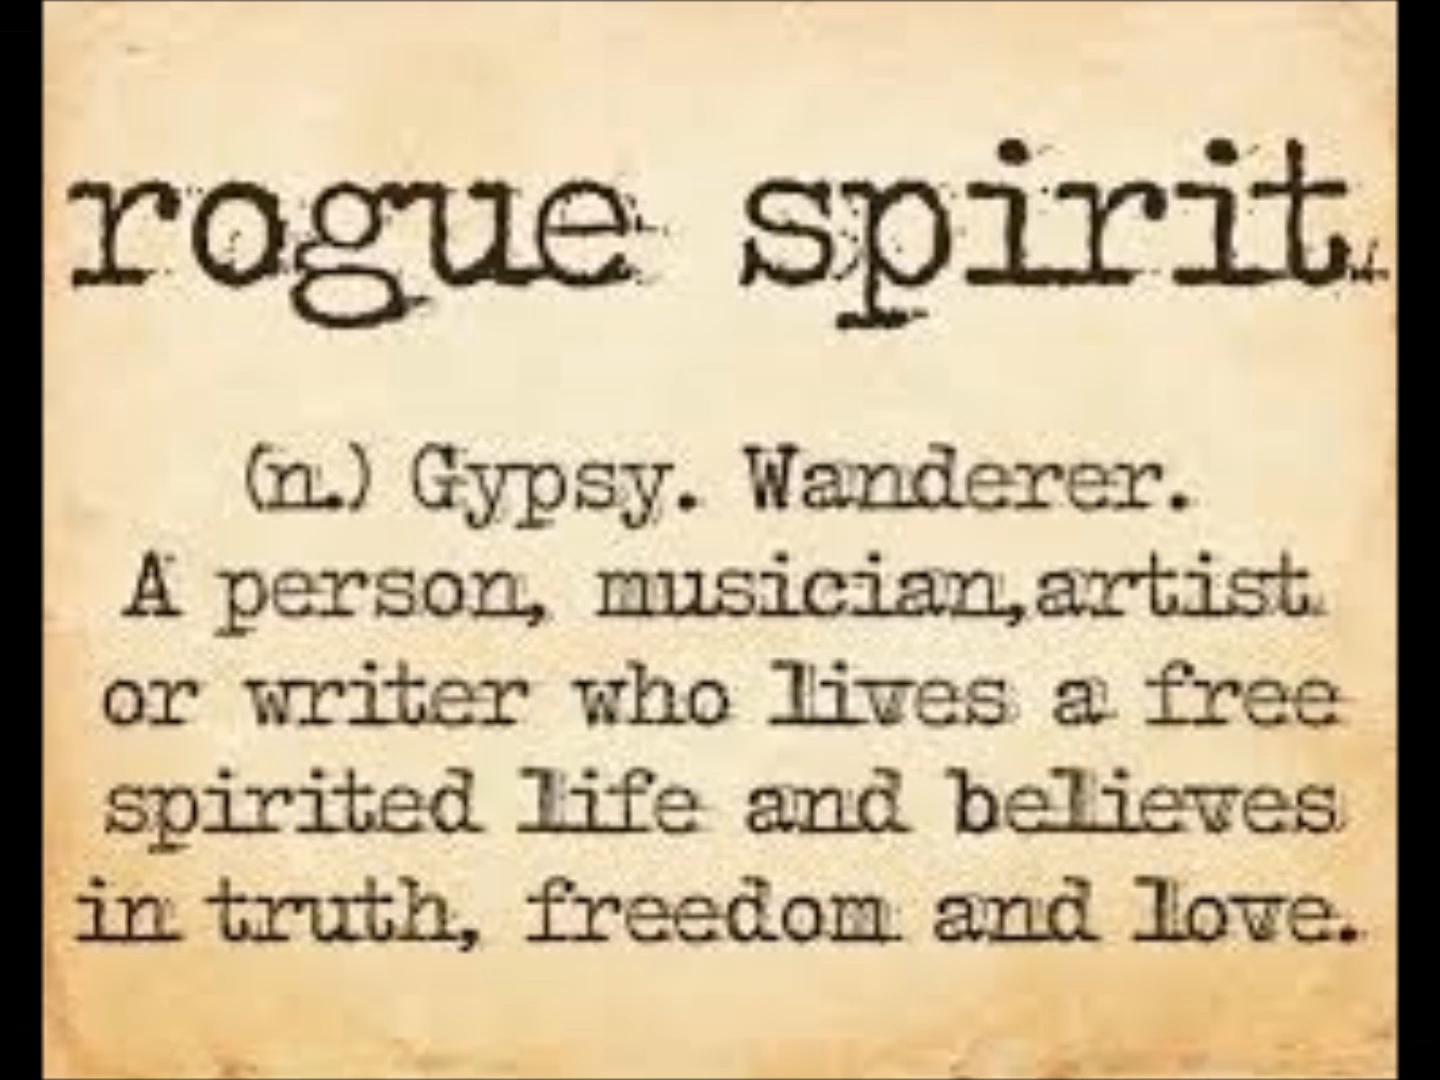 rogue spirit
(n.) Gypsy. Wanderer.
A person, musician,artist
or writer who lives a free
spirited life and believes
in truth, freedom and love.